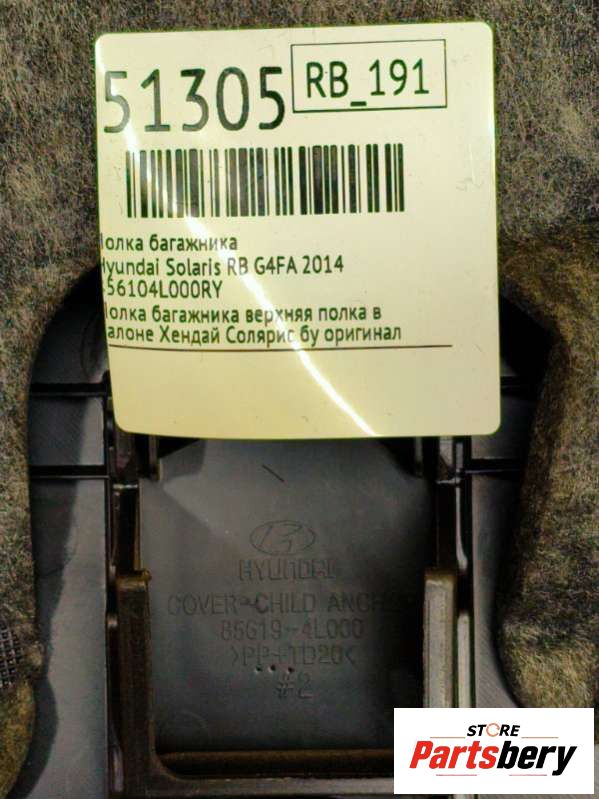 51305
RB_191
олка багажника
yundai Solaris RB G4FA 2014
56104L000RY
олка багажника верхняя полка в
алоне Хендай Солярис бу оригинал
HYUNDAI
COVER-CHILD ANCH
85619-4L000
>PP-TD20<
#2
STORE
Partsbery